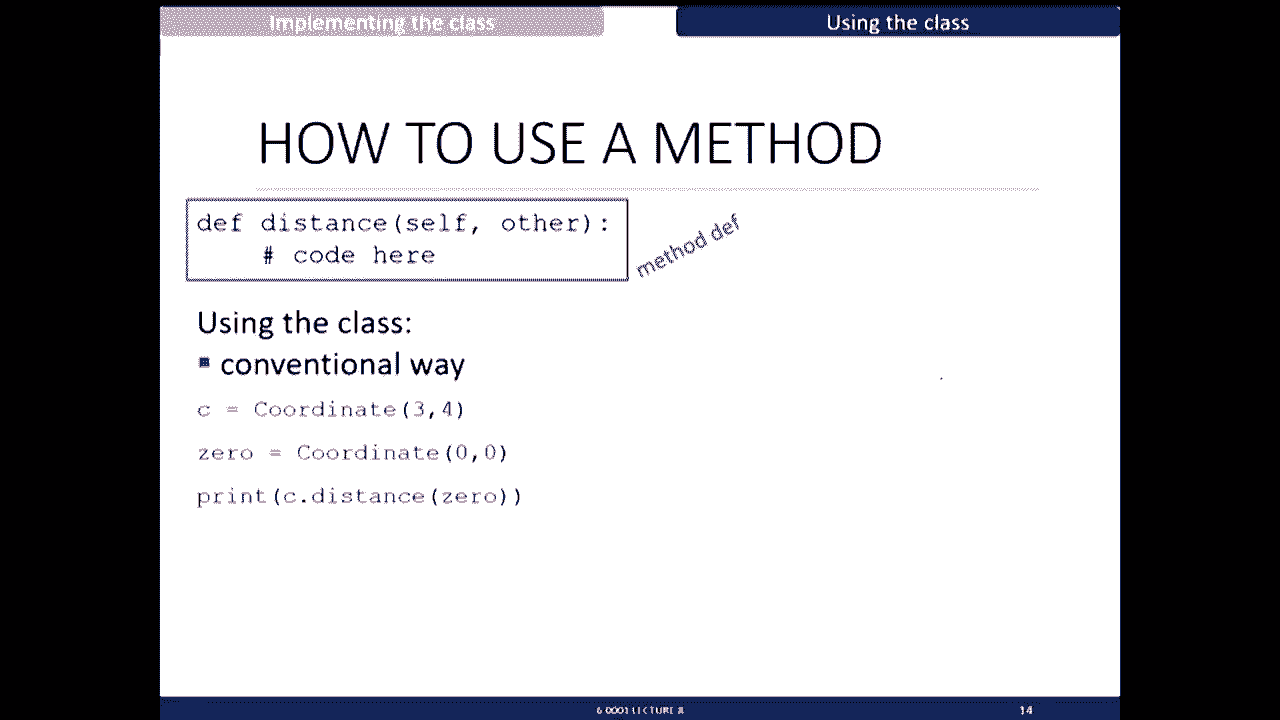 Implementing the class
Using the class
HOW TO USE A METHOD
def distance(self, other):
# code here
method def
Using the class:
▪ conventional way
c = Coordinate(3,4)
zero = Coordinate(0,0)
print(c.distance(zero))
6.0001 LECTURE 8
14